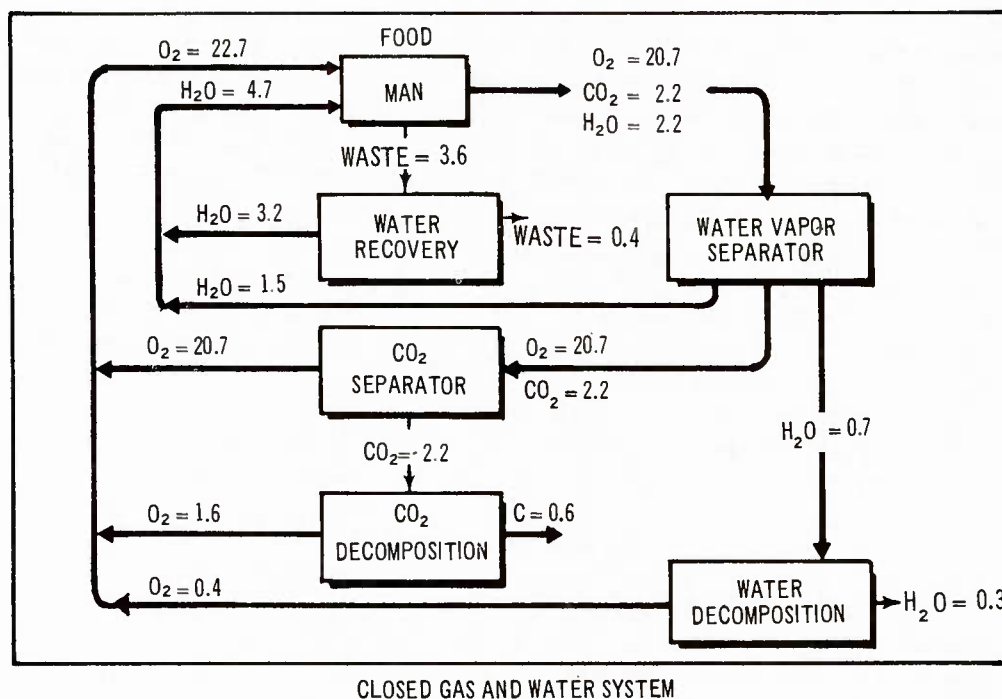 FOOD
O₂ = 22.7
MAN
O₂ = 20.7
CO₂ = 2.2
H₂O = 2.2
H₂O = 4.7
WASTE = 3.6
H₂O = 3.2
WATER
RECOVERY
WASTE = 0.4
WATER VAPOR
SEPARATOR
H₂O = 1.5
O₂ = 20.7
CO₂
SEPARATOR
O₂ = 20.7
CO₂ = 2.2
H₂O = 0.7
CO₂= 2.2
O₂ = 1.6
CO₂
DECOMPOSITION
C = 0.6
O₂ = 0.4
WATER
DECOMPOSITION
H₂O = 0.3
CLOSED GAS AND WATER SYSTEM